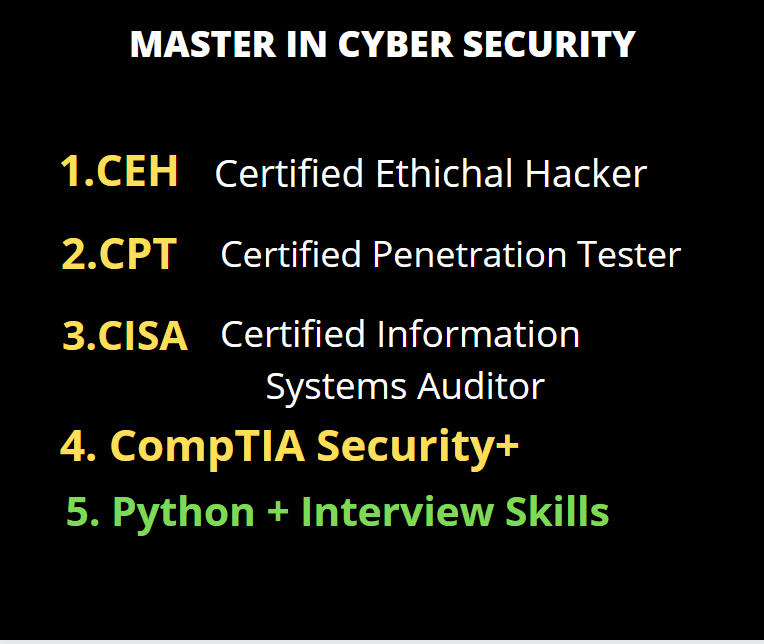 MASTER IN CYBER SECURITY
1.CEH Certified Ethichal Hacker
2.CPT Certified Penetration Tester
3.CISA Certified Information
Systems Auditor
4. CompTIA Security+
5. Python + Interview Skills